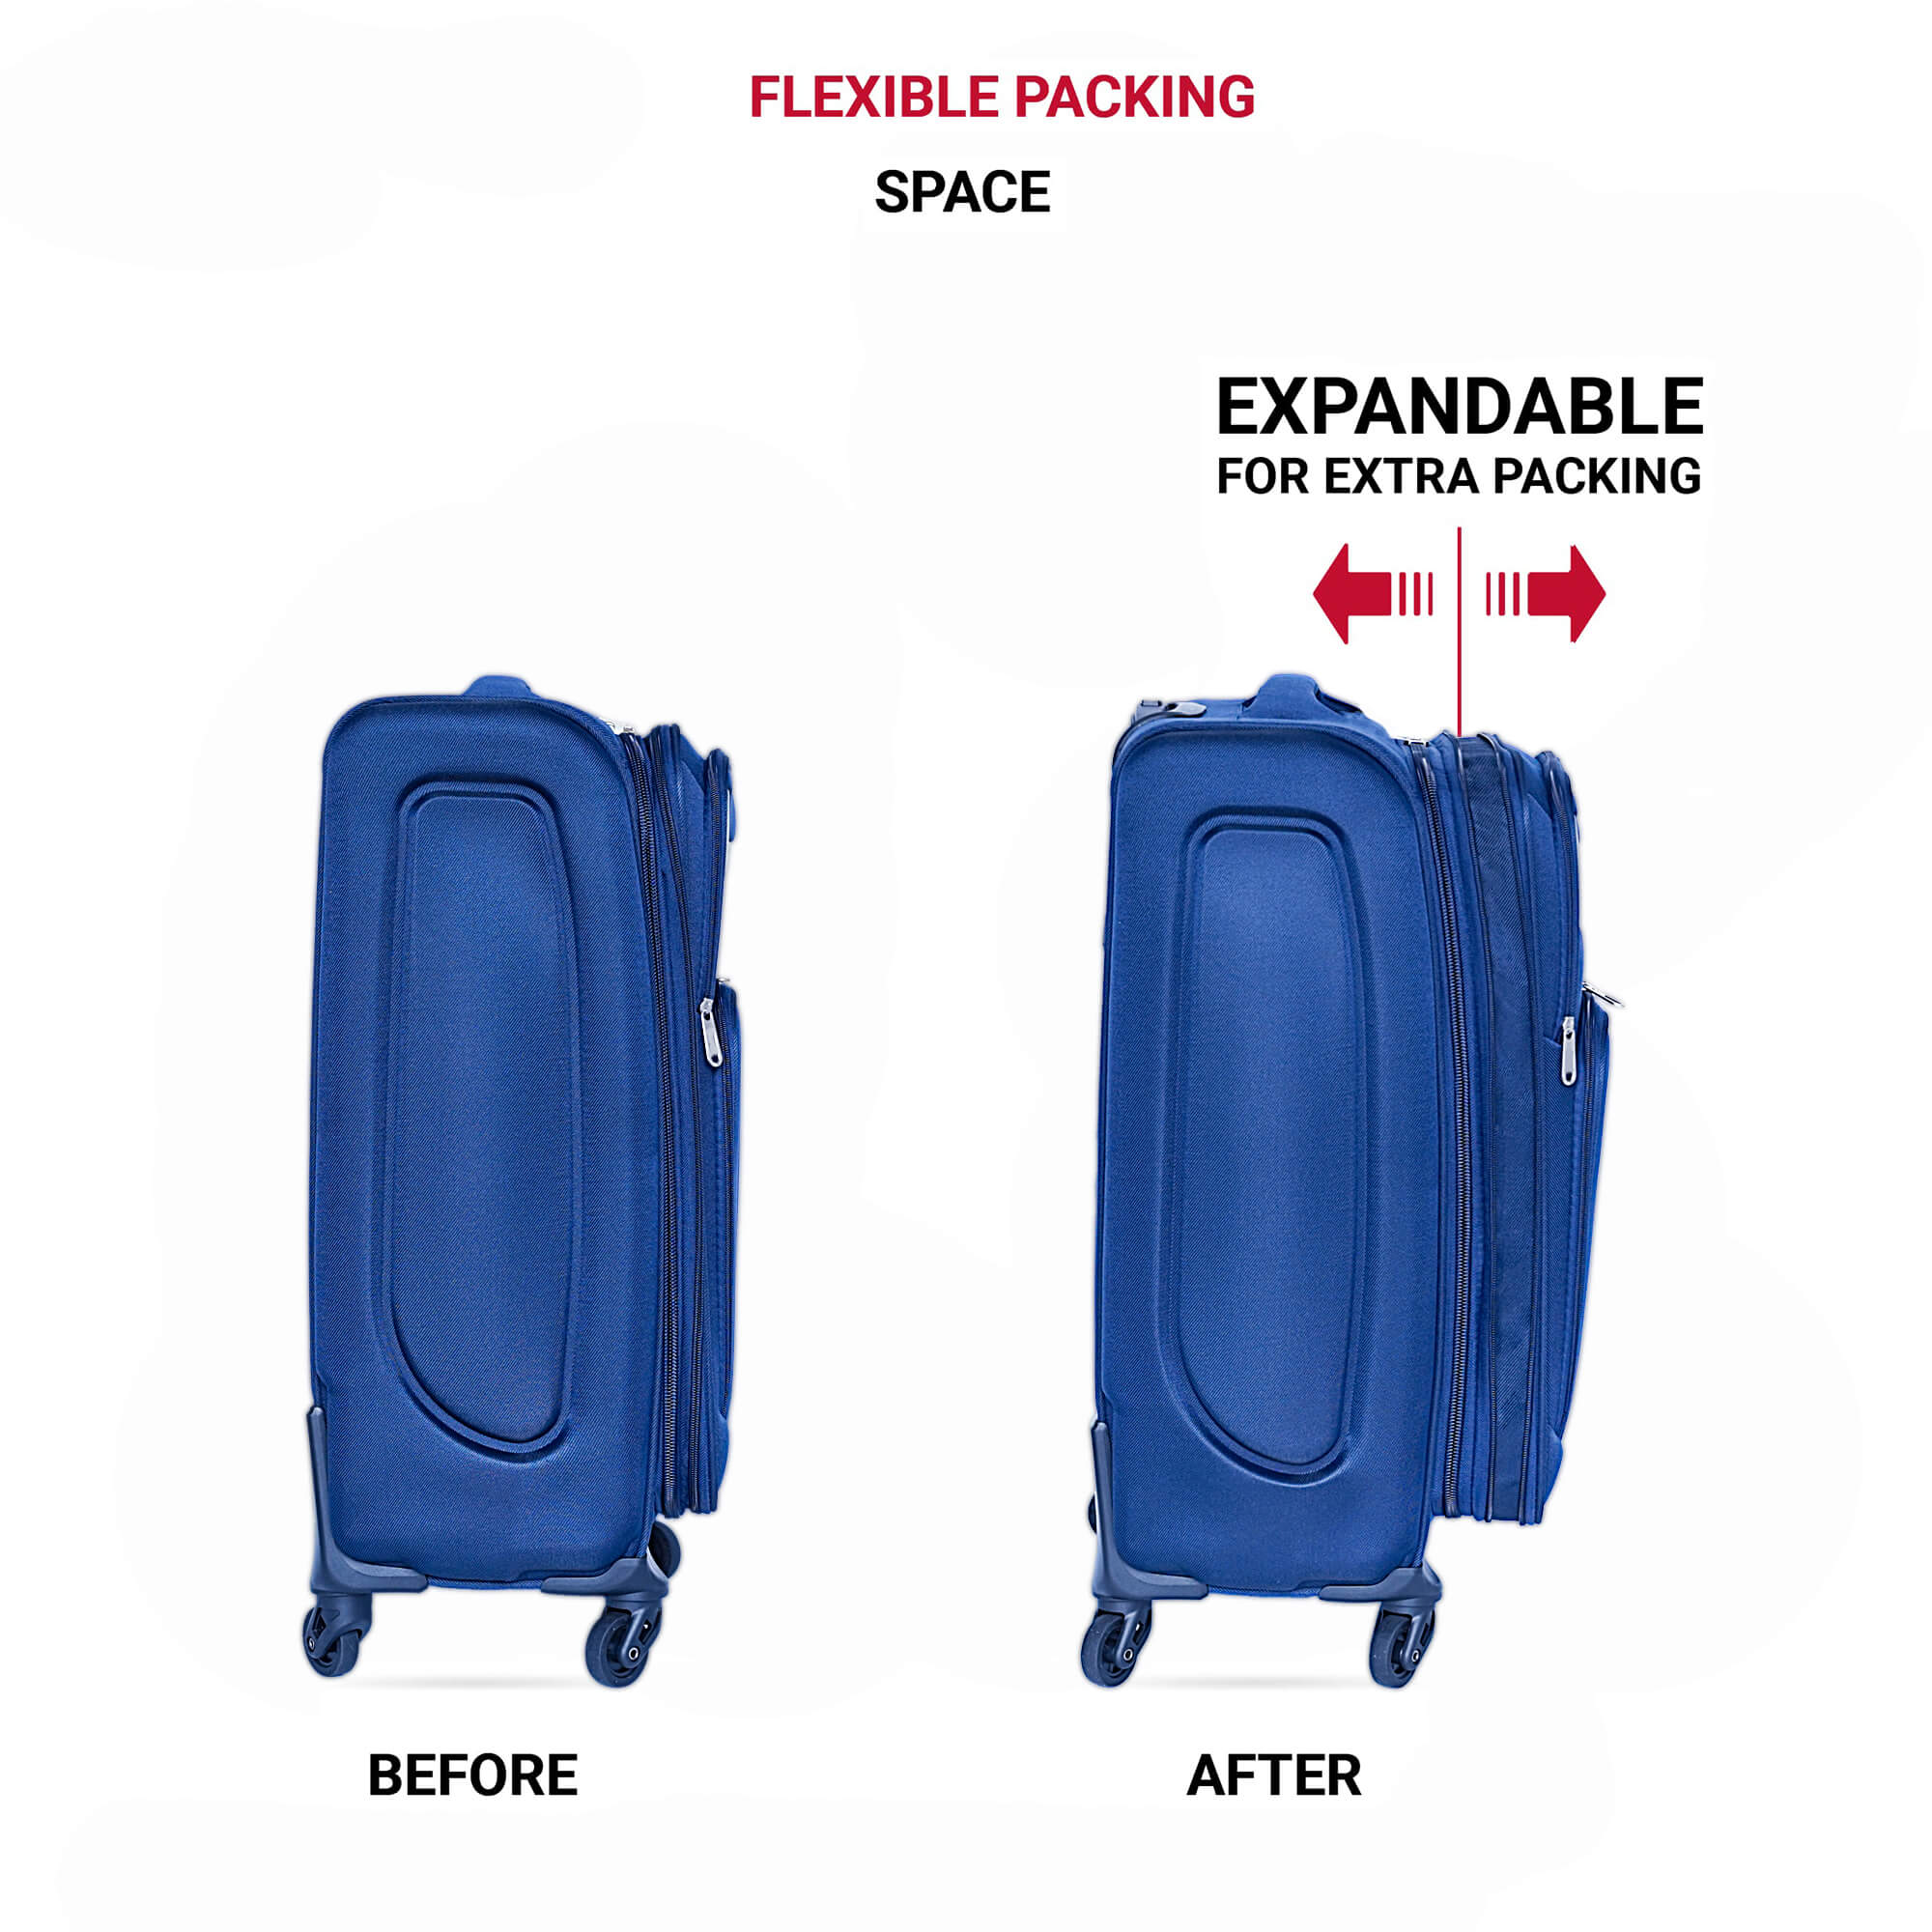 FLEXIBLE PACKING
SPACE
EXPANDABLE
FOR EXTRA PACKING
BEFORE
AFTER